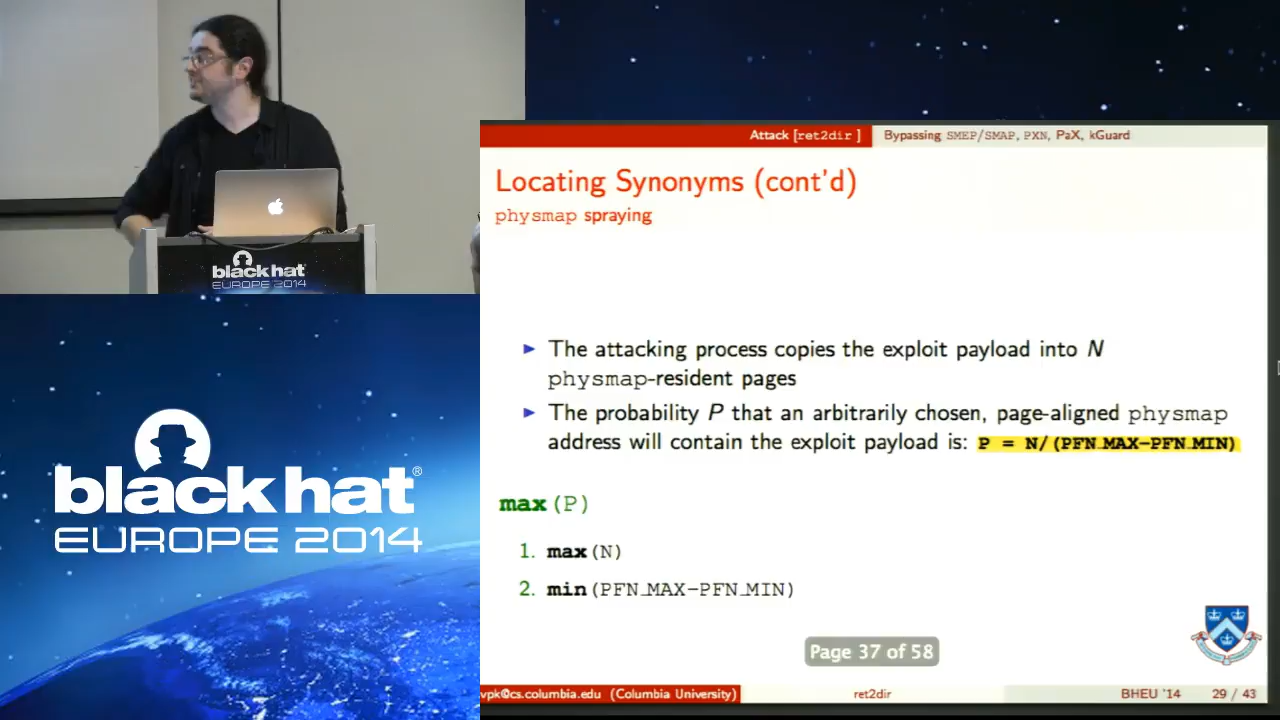 black hat
EUROPE 2014
black hat®
EUROPE 2014
Attack [ret2dir ] Bypassing SMEP/SMAP, PXN, PaX, kGuard
Locating Synonyms (cont'd)
physmap spraying
The attacking process copies the exploit payload into N
physmap-resident pages
The probability P that an arbitrarily chosen, page-aligned physmap
address will contain the exploit payload is: P = N/(PFN_MAX-PFN_MIN)
max(P)
1. max(N)
2. min(PFN_MAX-PFN_MIN)
Page 37 of 58
vpk@cs.columbia.edu (Columbia University) ret2dir BHEU '14 29 / 43